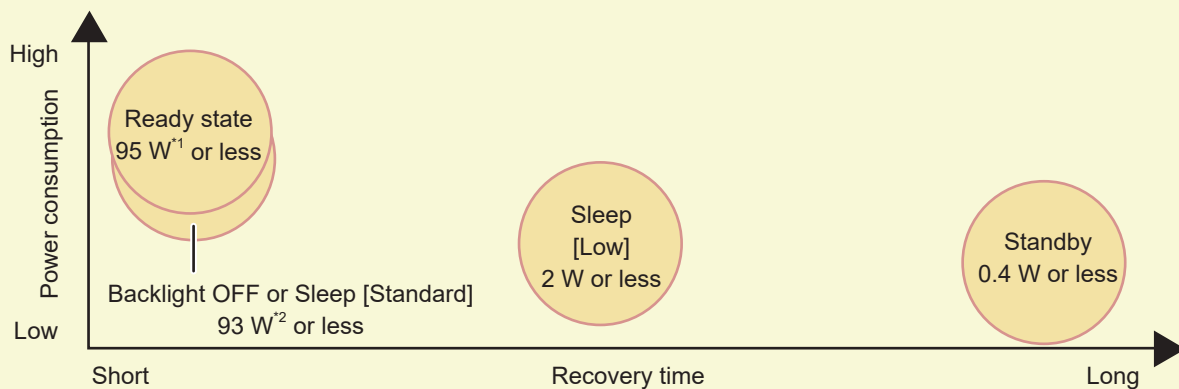 High
Power consumption
Low
Ready state
95 W*1 or less
Backlight OFF or Sleep [Standard]
93 W*2 or less
Sleep
[Low]
2 W or less
Standby
0.4 W or less
Short
Recovery time
Long